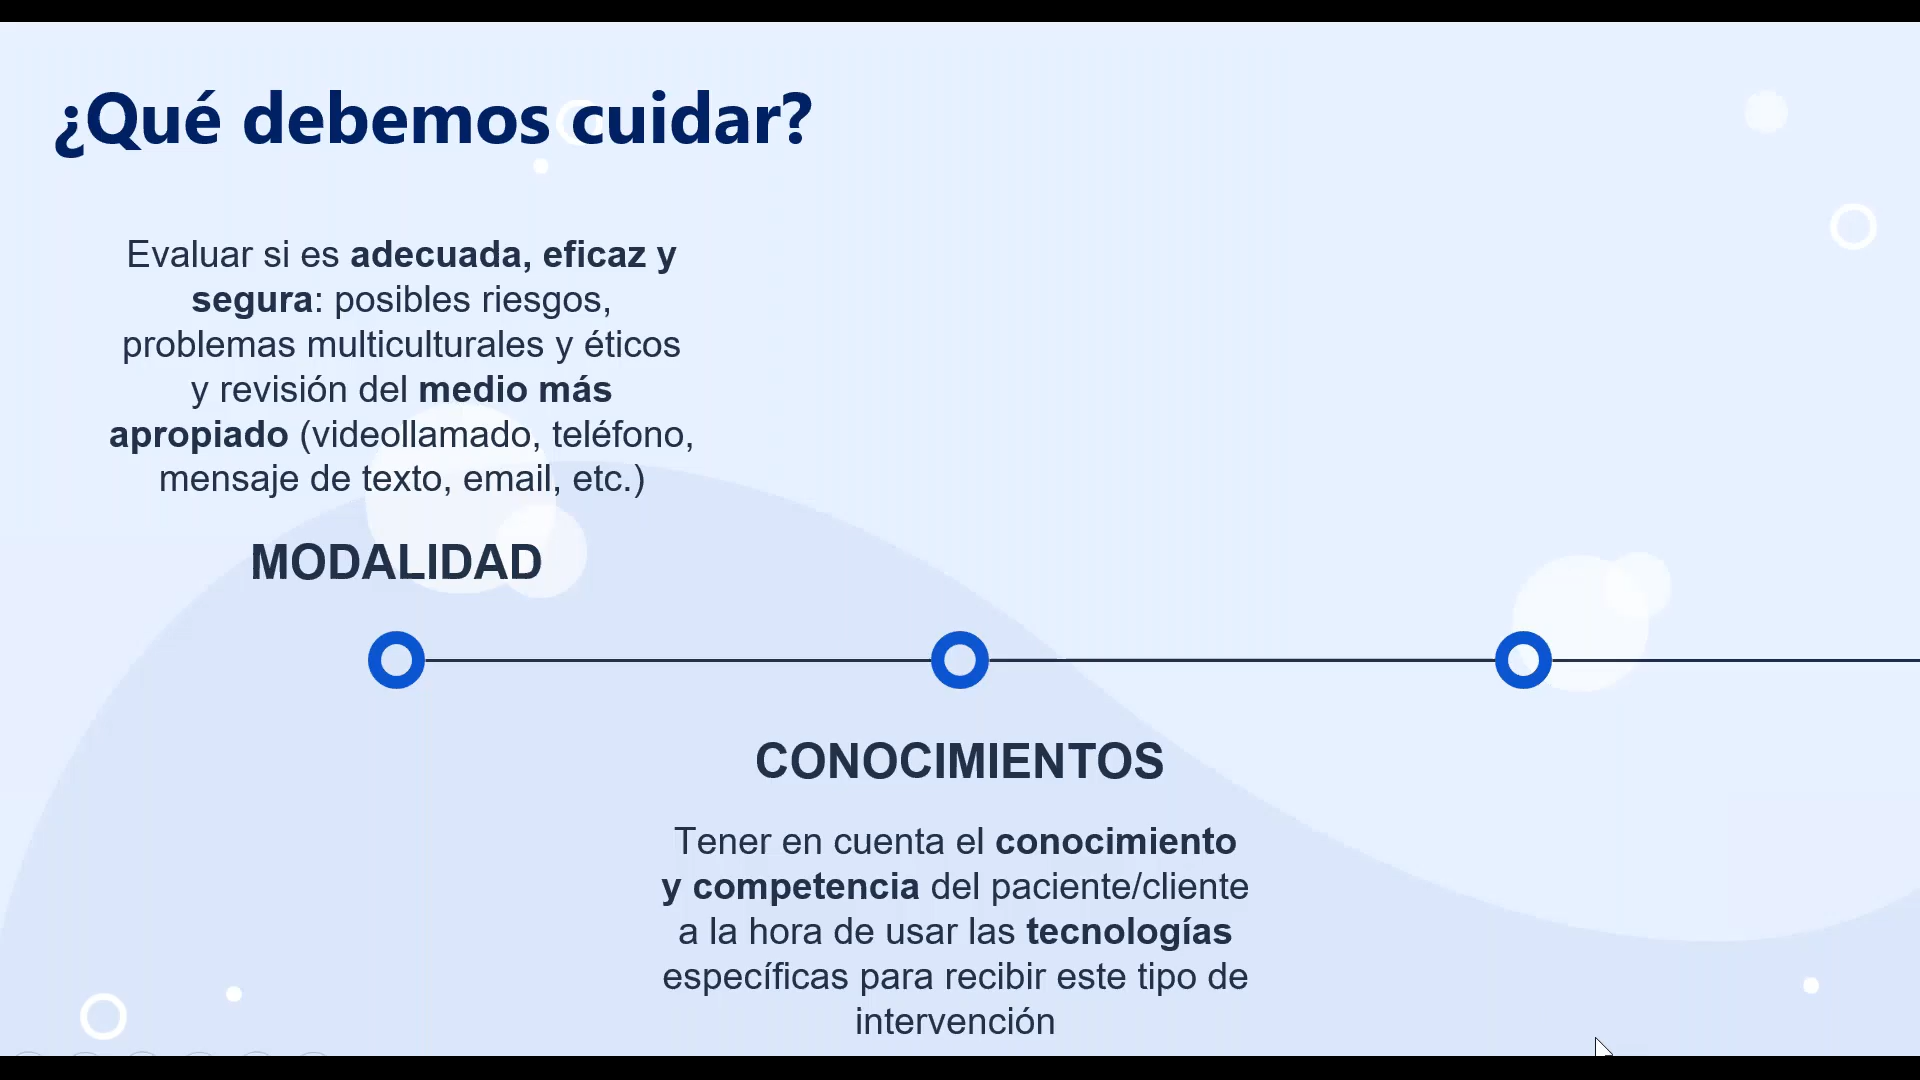 ¿Qué debemos cuidar?
Evaluar si es adecuada, eficaz y
segura: posibles riesgos,
problemas multiculturales y éticos
y revisión del medio más
apropiado (videollamado, teléfono,
mensaje de texto, email, etc.)
MODALIDAD
CONOCIMIENTOS
Tener en cuenta el conocimiento
y competencia del paciente/cliente
a la hora de usar las tecnologías
específicas para recibir este tipo de
intervención